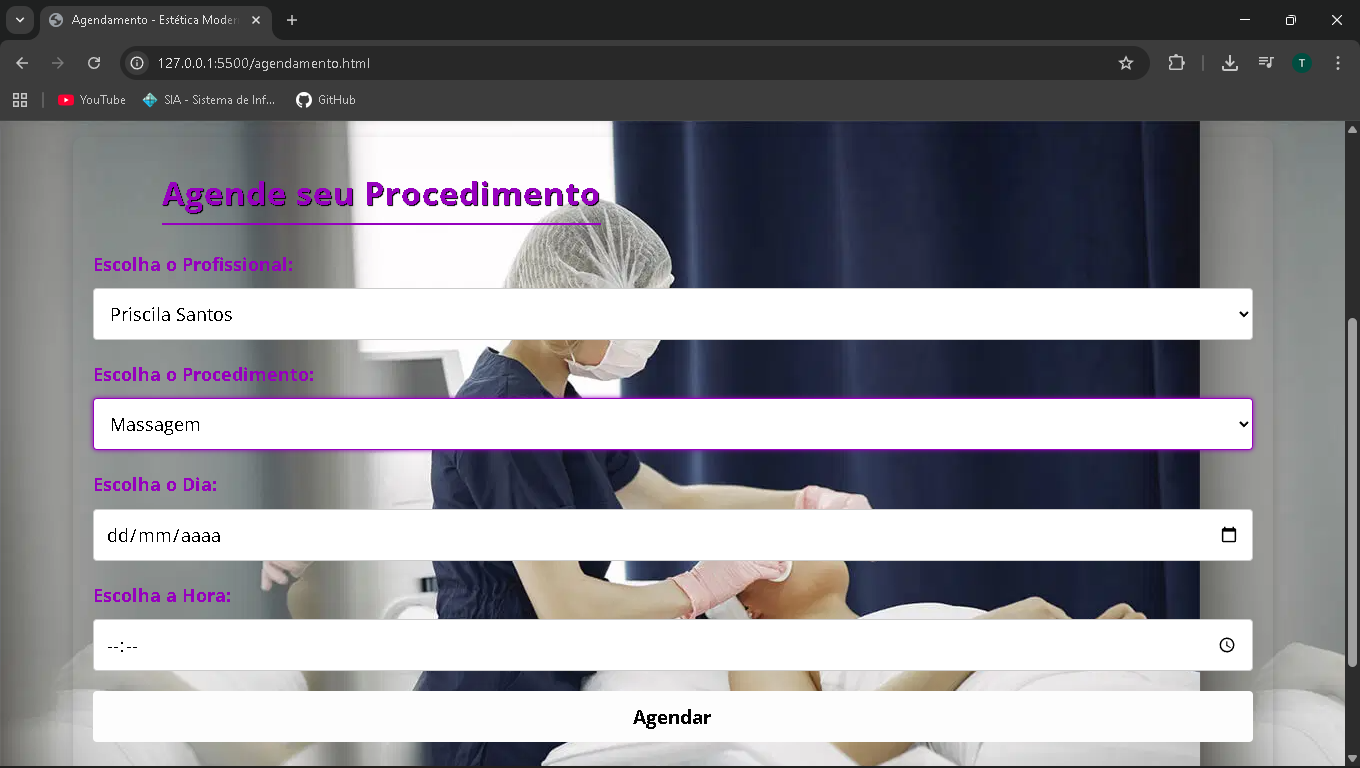 Agendamento - Estética Moder
127.0.0.1:5500/agendamento.html
T
YouTube
SIA - Sistema de Inf...
GitHub
Agende seu Procedimento
Escolha o Profissional:
Priscila Santos
Escolha o Procedimento:
Massagem
Escolha o Dia:
dd/mm/aaaa
Escolha a Hora:
--:--
Agendar